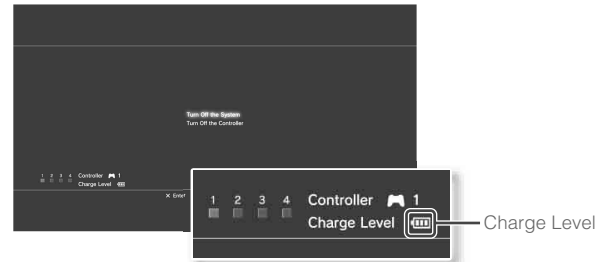 Turn Off the System
Turn Off the Controller
1 2 3 4 Controller 1
Charge Level
X Enter
1 2 3 4 Controller 1
Charge Level
Charge Level